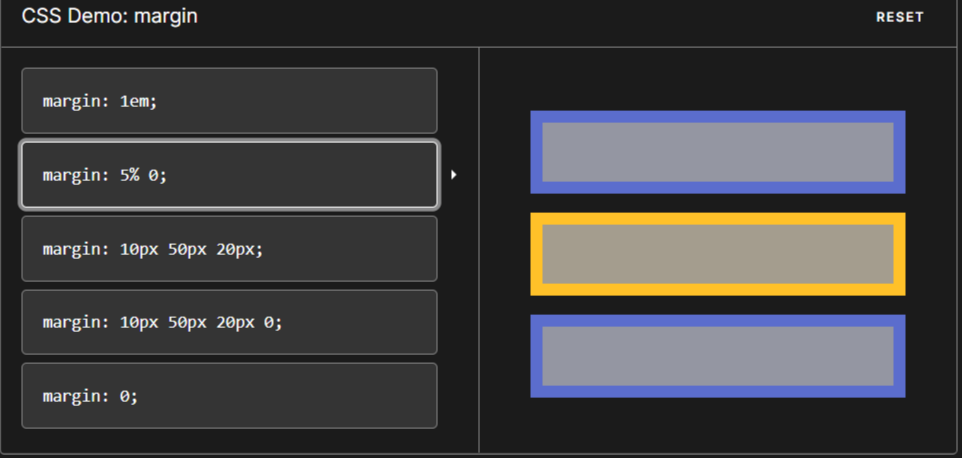 CSS Demo: margin
RESET
margin: 1em;
margin: 5% 0;
margin: 10px 50px 20px;
margin: 10px 50px 20px 0;
margin: 0;